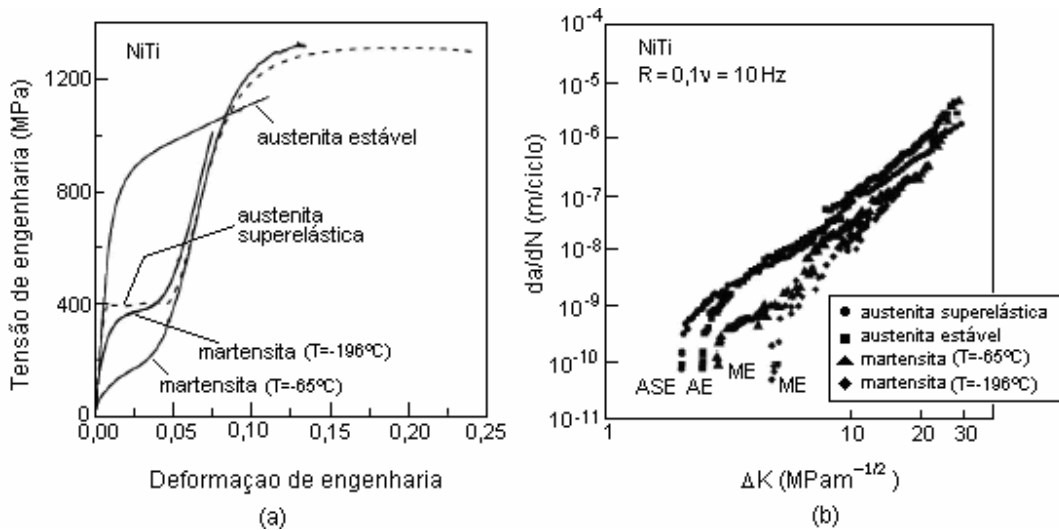 NiTi
1200
800
400
0
Tensão de engenharia (MPa)
austenita estável
austenita
superelástica
martensita (T=-196ºC)
martensita (T=-65ºC)
0,00 0,05 0,10 0,15 0,20 0,25
Deformaçao de engenharia
(a)
NiTi
R = 0,1ν = 10 Hz
10-4
10-5
10-6
10-7
10-8
10-9
10-10
10-11
da/dN (m/ciclo)
ASE AE ME ME
austenita superelástica
austenita estável
martensita (T=-65ºC)
martensita (T=-196ºC)
1 10 20 30
ΔK (MPam-1/2)
(b)